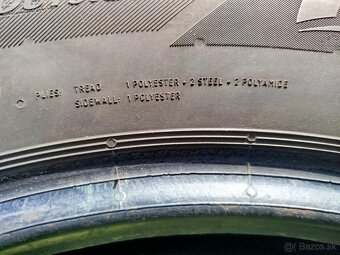 PLIES: TREAD: 1 POLYESTER + 2 STEEL + 2 POLYAMIDE
SIDEWALL: 1 POLYESTER
© Bazos.sk